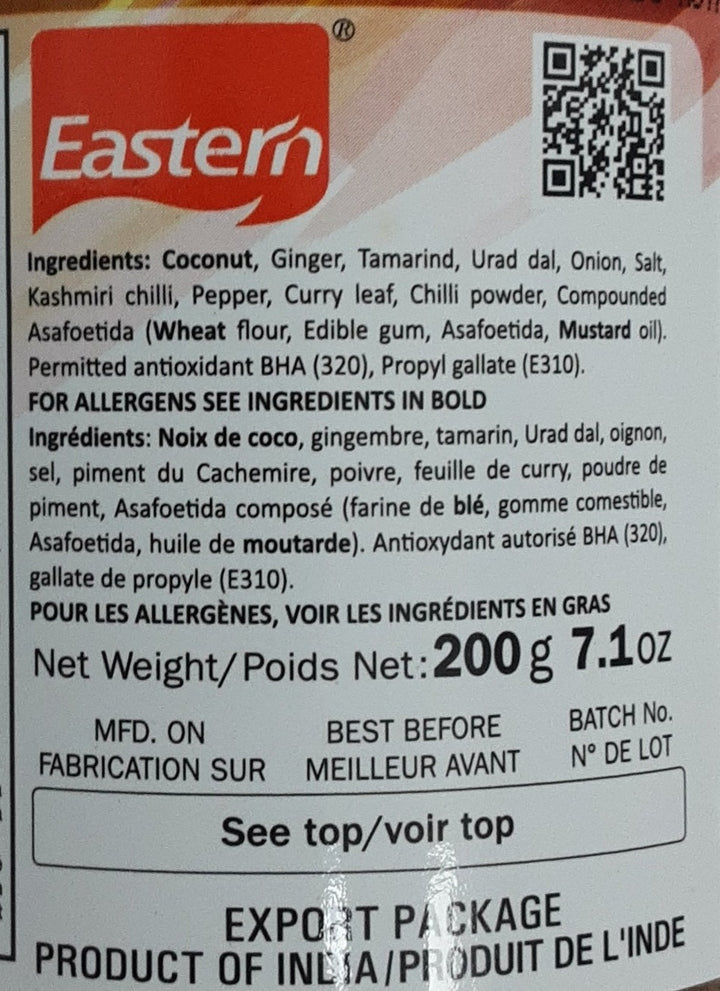 Eastern ®
Ingredients: Coconut, Ginger, Tamarind, Urad dal, Onion, Salt,
Kashmiri chilli, Pepper, Curry leaf, Chilli powder, Compounded
Asafoetida (Wheat flour, Edible gum, Asafoetida, Mustard oil).
Permitted antioxidant BHA (320), Propyl gallate (E310).
FOR ALLERGENS SEE INGREDIENTS IN BOLD
Ingrédients: Noix de coco, gingembre, tamarin, Urad dal, oignon,
sel, piment du Cachemire, poivre, feuille de curry, poudre de
piment, Asafoetida composé (farine de blé, gomme comestible,
Asafoetida, huile de moutarde). Antioxydant autorisé BHA (320),
gallate de propyle (E310).
POUR LES ALLERGÈNES, VOIR LES INGRÉDIENTS EN GRAS
Net Weight/Poids Net:200g 7.1oz
MFD. ON BEST BEFORE BATCH No.
FABRICATION SUR MEILLEUR AVANT N° DE LOT
See top/voir top
EXPORT PACKAGE
PRODUCT OF INDIA/PRODUIT DE L'INDE